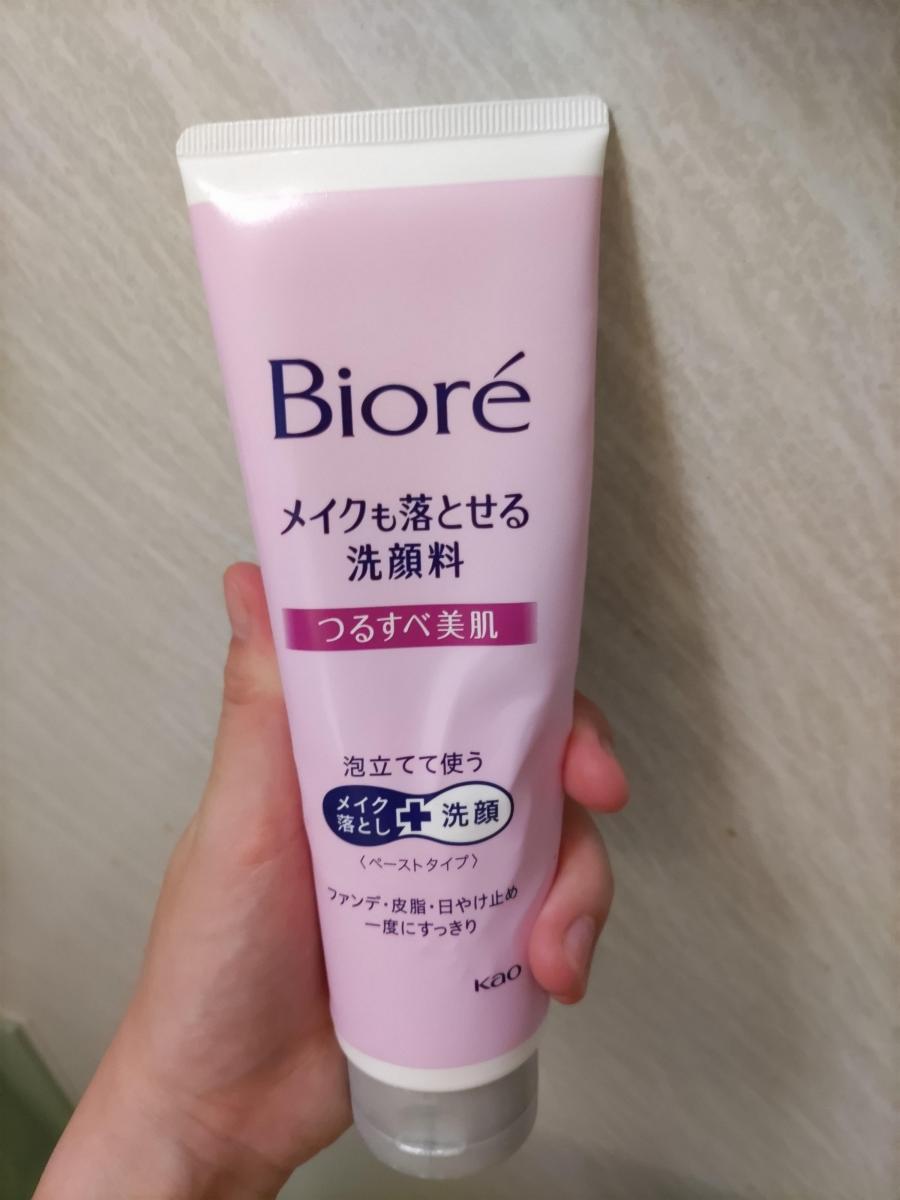 Bioré
メイクも落とせる
洗顔料
つるすべ美肌
泡立てて使う
メイク
落とし
洗顔
〈ペーストタイプ〉
ファンデ・皮脂・日やけ止め
一度にすっきり
Kao